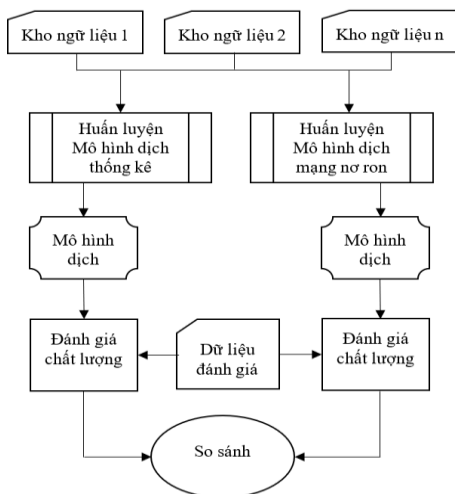 Kho ngữ liệu 1
Kho ngữ liệu 2
Kho ngữ liệu n
Huấn luyện
Mô hình dịch
thống kê
Huấn luyện
Mô hình dịch
mạng nơ ron
Mô hình
dịch
Mô hình
dịch
Đánh giá
chất lượng
Dữ liệu
đánh giá
Đánh giá
chất lượng
So sánh